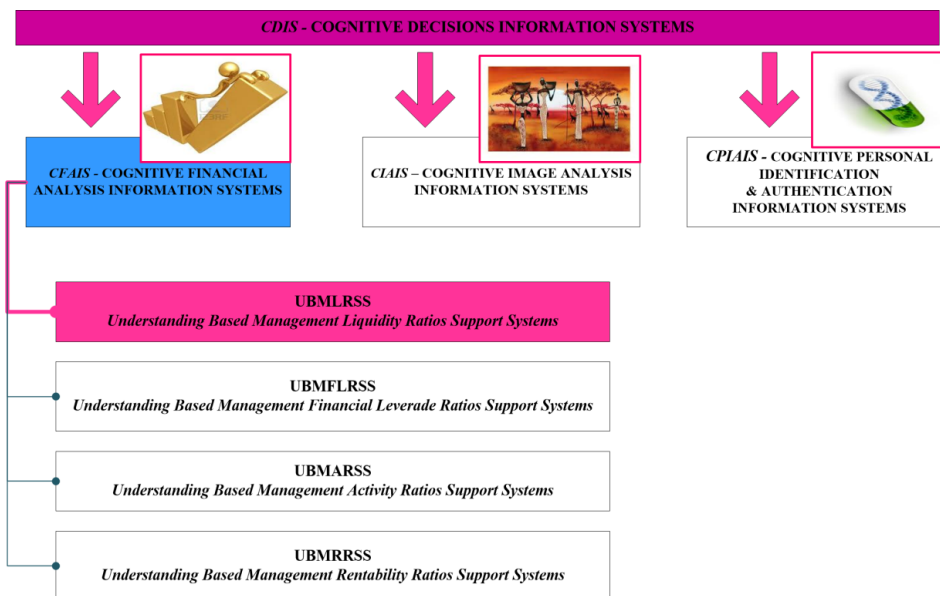 CDIS - COGNITIVE DECISIONS INFORMATION SYSTEMS
CFAIS - COGNITIVE FINANCIAL
ANALYSIS INFORMATION SYSTEMS
CIAIS – COGNITIVE IMAGE ANALYSIS
INFORMATION SYSTEMS
CPIAIS - COGNITIVE PERSONAL
IDENTIFICATION
& AUTHENTICATION
INFORMATION SYSTEMS
UBMLRSS
Understanding Based Management Liquidity Ratios Support Systems
UBMFLRSS
Understanding Based Management Financial Leverade Ratios Support Systems
UBMARSS
Understanding Based Management Activity Ratios Support Systems
UBMRRSS
Understanding Based Management Rentability Ratios Support Systems